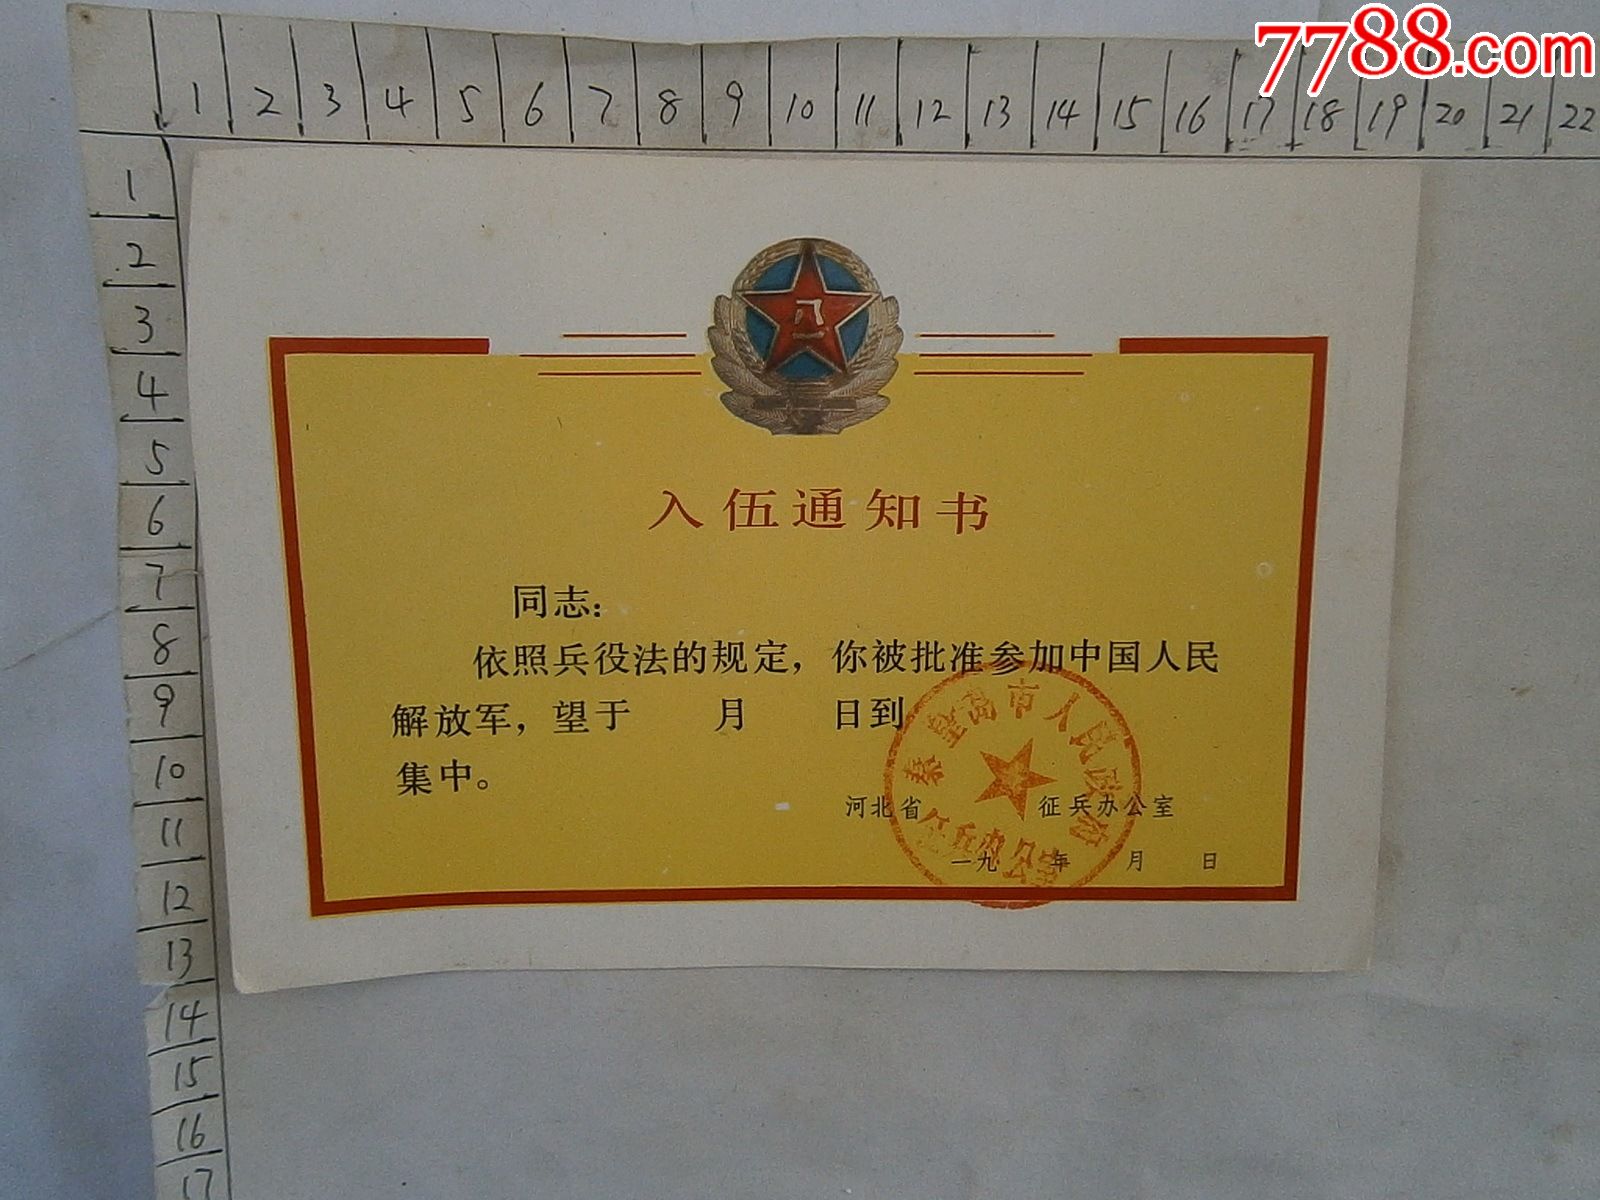 7788.com
1 2 3 4 5 6 7 8 9 10 11 12 13 14 15 16 17 18 19 20 21 22
1
2
3
4
5
6
7
8
9
10
11
12
13
14
15
16
17
八一
入伍通知书
同志：
依照兵役法的规定，你被批准参加中国人民
解放军，望于 月 日到
集中。
河北省 征兵办公室
一九 年 月 日
秦皇岛市人民政府
征兵办公室